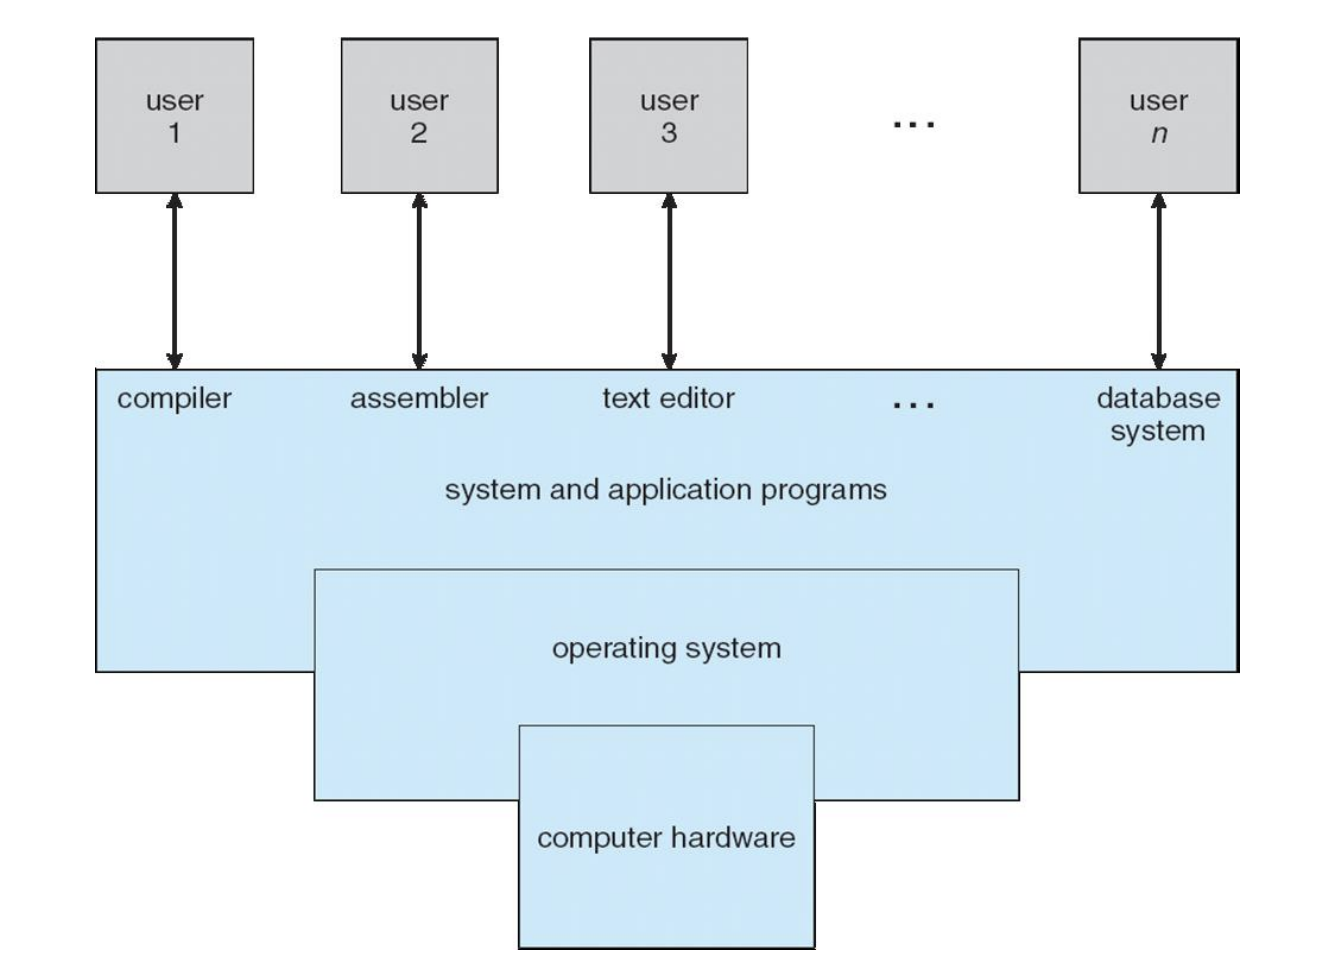 user
1
user
2
user
3
...
user
n
compiler
assembler
text editor
...
database
system
system and application programs
operating system
computer hardware